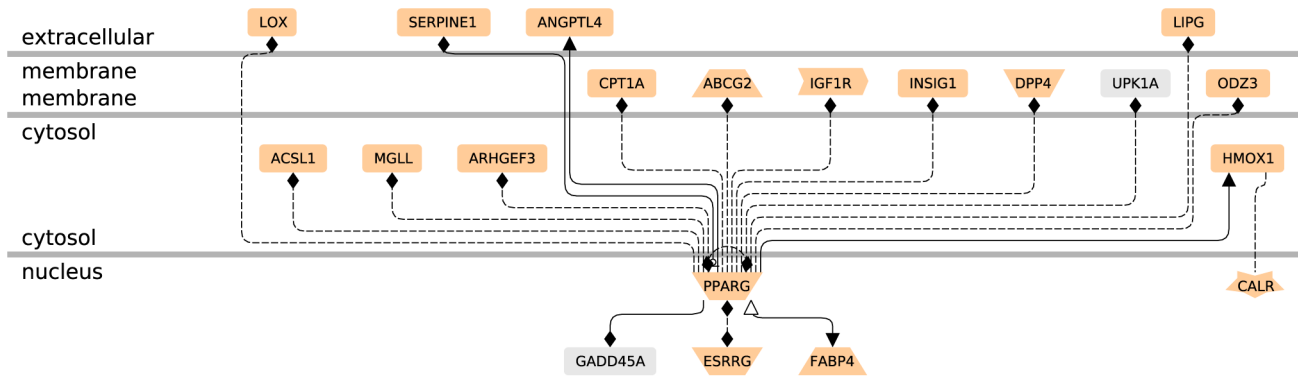 LOX
SERPINE1
ANGPTL4
LIPG
extracellular
membrane
CPT1A
ABCG2
IGF1R
INSIG1
DPP4
UPK1A
ODZ3
membrane
cytosol
ACSL1
MGLL
ARHGEF3
HMOX1
cytosol
nucleus
PPARG
CALR
GADD45A
ESRRG
FABP4